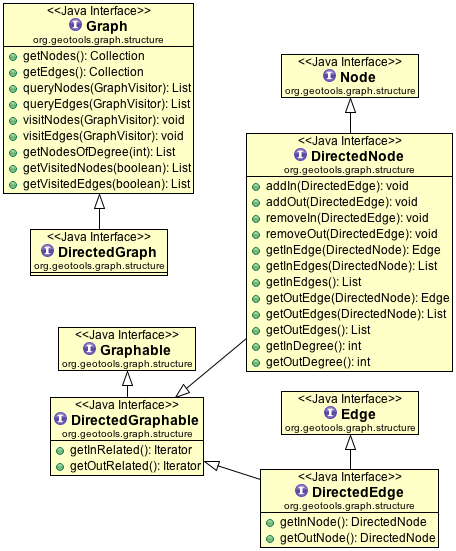 <<Java Interface>>
Graph
org.geotools.graph.structure
getNodes(): Collection
getEdges(): Collection
queryNodes(GraphVisitor): List
queryEdges(GraphVisitor): List
visitNodes(GraphVisitor): void
visitEdges(GraphVisitor): void
getNodesOfDegree(int): List
getVisitedNodes(boolean): List
getVisitedEdges(boolean): List
<<Java Interface>>
DirectedGraph
org.geotools.graph.structure
<<Java Interface>>
Graphable
org.geotools.graph.structure
<<Java Interface>>
DirectedGraphable
org.geotools.graph.structure
getInRelated(): Iterator
getOutRelated(): Iterator
<<Java Interface>>
Node
org.geotools.graph.structure
<<Java Interface>>
DirectedNode
org.geotools.graph.structure
addIn(DirectedEdge): void
addOut(DirectedEdge): void
removeIn(DirectedEdge): void
removeOut(DirectedEdge): void
getInEdge(DirectedNode): Edge
getInEdges(DirectedNode): List
getInEdges(): List
getOutEdge(DirectedNode): Edge
getOutEdges(DirectedNode): List
getOutEdges(): List
getInDegree(): int
getOutDegree(): int
<<Java Interface>>
Edge
org.geotools.graph.structure
<<Java Interface>>
DirectedEdge
org.geotools.graph.structure
getInNode(): DirectedNode
getOutNode(): DirectedNode